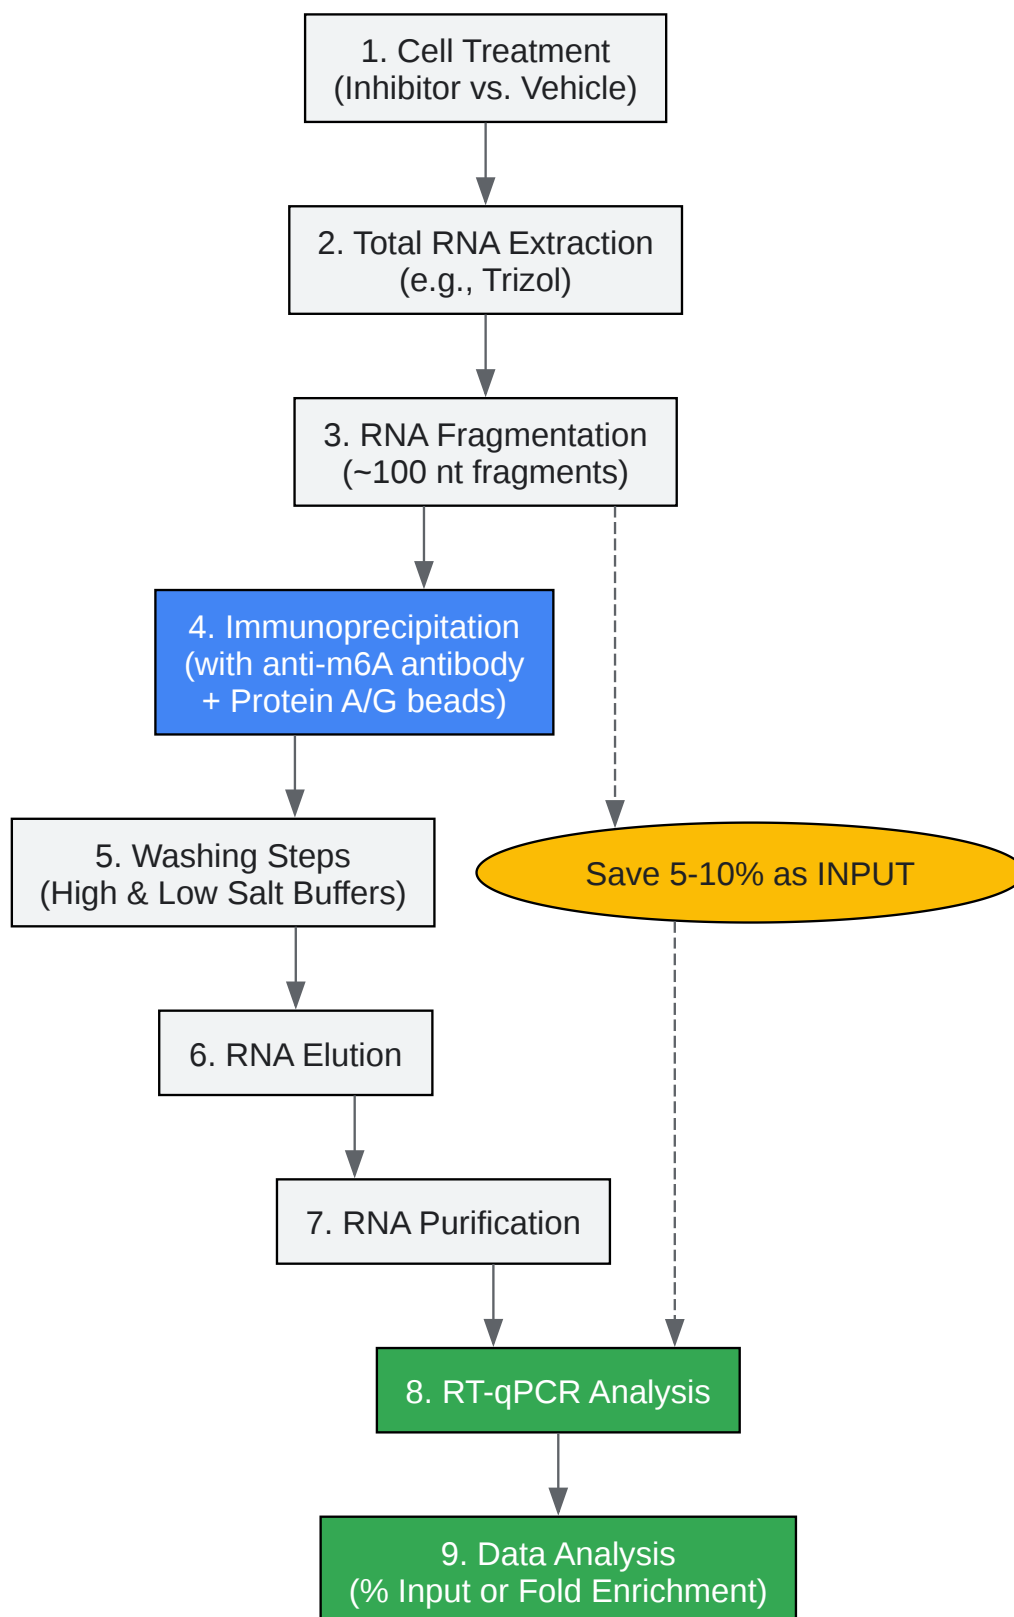 1. Cell Treatment
(Inhibitor vs. Vehicle)
2. Total RNA Extraction
(e.g., Trizol)
3. RNA Fragmentation
(~100 nt fragments)
4. Immunoprecipitation
(with anti-m6A antibody
+ Protein A/G beads)
5. Washing Steps
(High & Low Salt Buffers)
Save 5-10% as INPUT
6. RNA Elution
7. RNA Purification
8. RT-qPCR Analysis
9. Data Analysis
(% Input or Fold Enrichment)